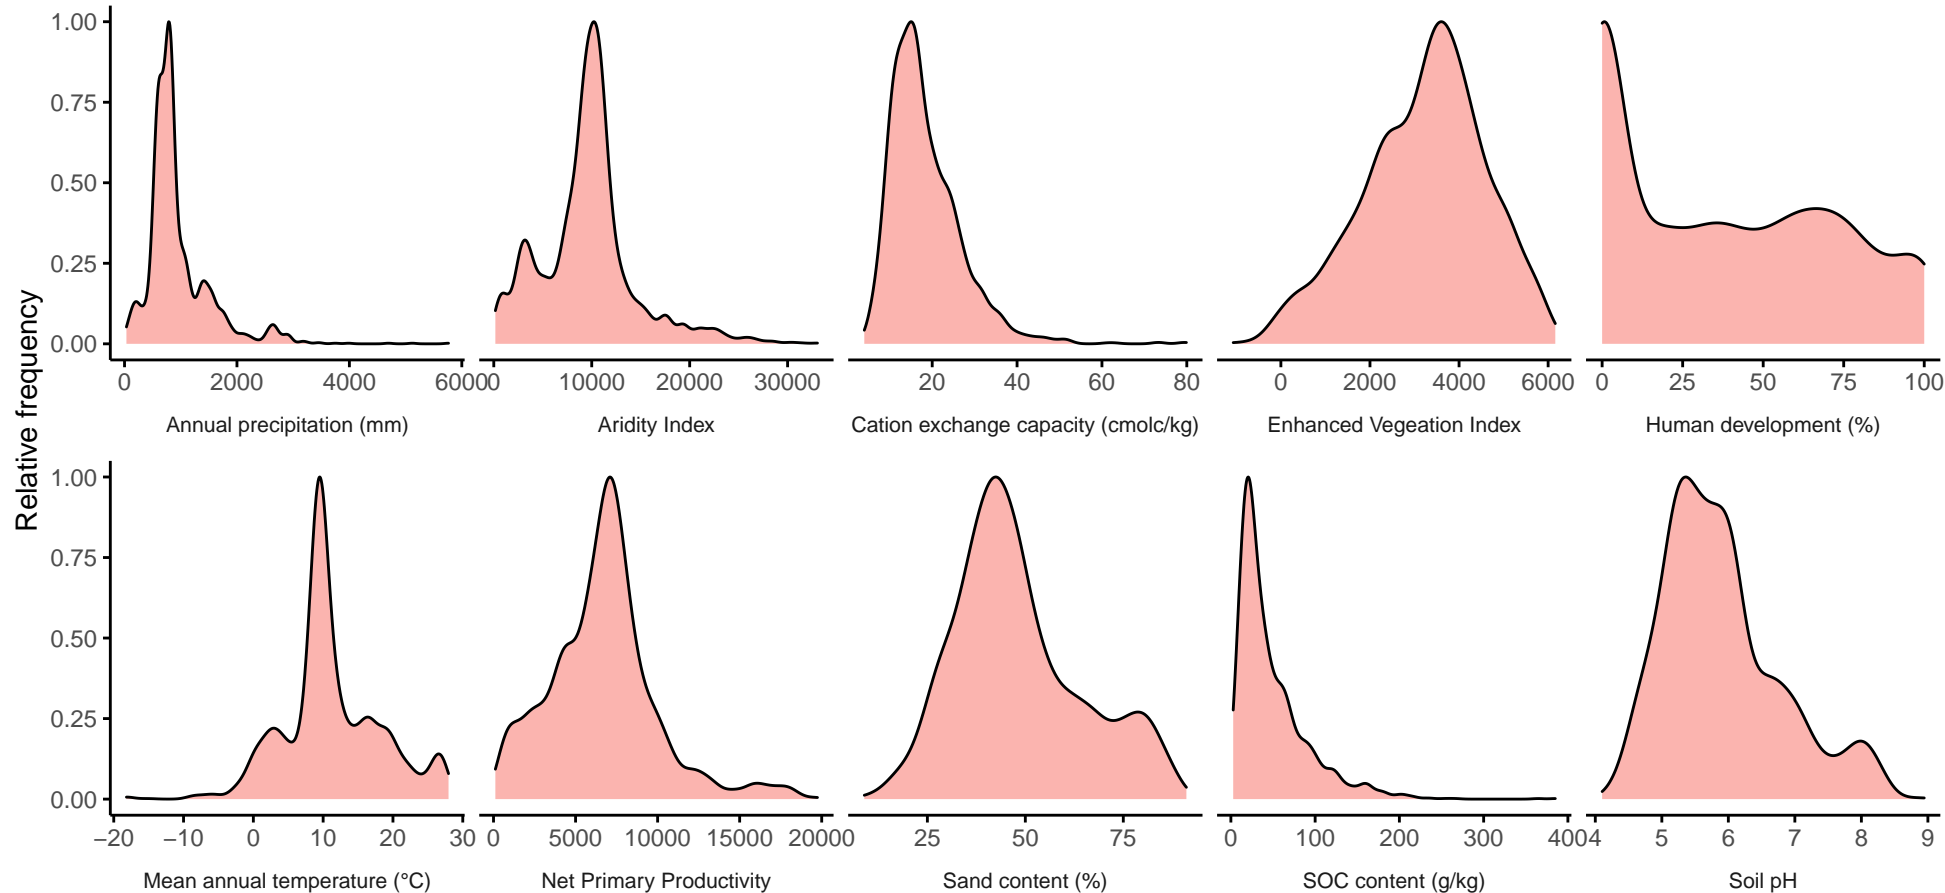 Relative frequency
1.00
0.75
0.50
0.25
0.00
0 2000 4000 6000
0 10000 20000 30000
20 40 60 80
0 2000 4000 6000
0 25 50 75 100
Annual precipitation (mm)
Aridity Index
Cation exchange capacity (cmolc/kg)
Enhanced Vegeation Index
Human development (%)
1.00
0.75
0.50
0.25
0.00
−20 −10 0 10 20 30
0 5000 10000 15000 20000
25 50 75
0 100 200 300 400
4 5 6 7 8 9
Mean annual temperature (°C)
Net Primary Productivity
Sand content (%)
SOC content (g/kg)
Soil pH